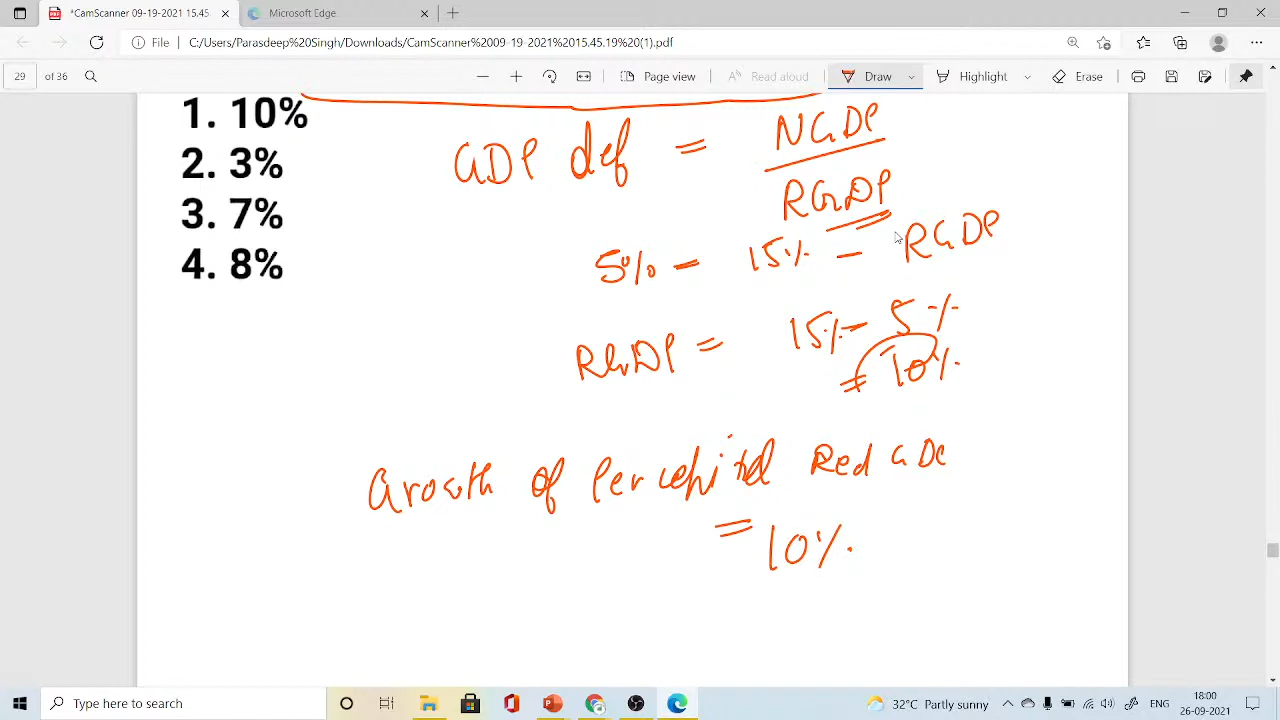 *CamScanner 09-19-2021 15.45
Microsoft Edge
File C:/Users/Parasdeep%20Singh/Downloads/CamScanner%2009-19-2021%2015.45.19%20(1).pdf
29 of 36 Page view Read aloud Draw Highlight Erase
1. 10%
2. 3%
3. 7%
4. 8%
GDP def = NGDP
RGDP
5% = 15% - RGDP
RGDP = 15% - 5%
= 10%
Growth of Per capital Real GDP
= 10%.
Type here to search
32°C Partly sunny
ENG
18:00
26-09-2021